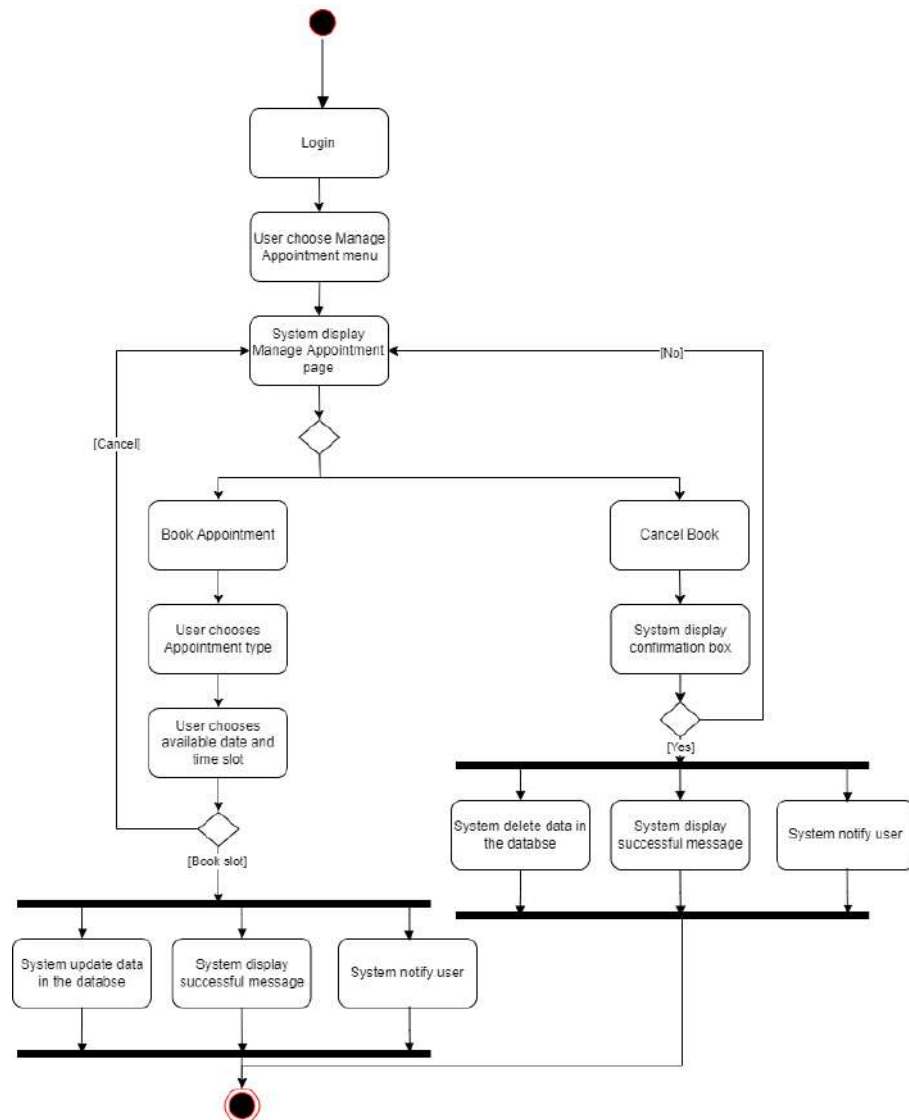 Login
User choose Manage
Appointment menu
System display
Manage Appointment
page
[No]
[Cancel]
Book Appointment
Cancel Book
User chooses
Appointment type
System display
confirmation box
User chooses
available date and
time slot
[Yes]
System delete data in
the databse
System display
successful message
System notify user
[Book slot]
System update data
in the databse
System display
successful message
System notify user